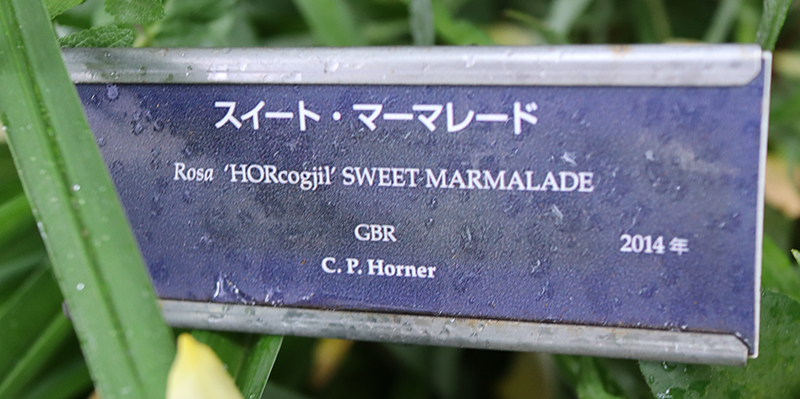 スイート・マーマレード
Rosa ‘HORcogjil’ SWEET MARMALADE
GBR
2014 年
C. P. Horner